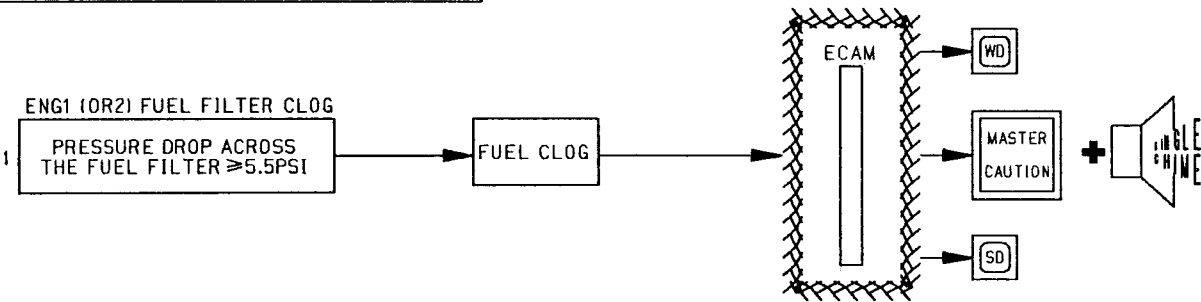 ENG1 (OR2) FUEL FILTER CLOG
1
PRESSURE DROP ACROSS
THE FUEL FILTER ≥5.5PSI
FUEL CLOG
ECAM
WD
MASTER
CAUTION
+
SINGLE
CHIME
SD